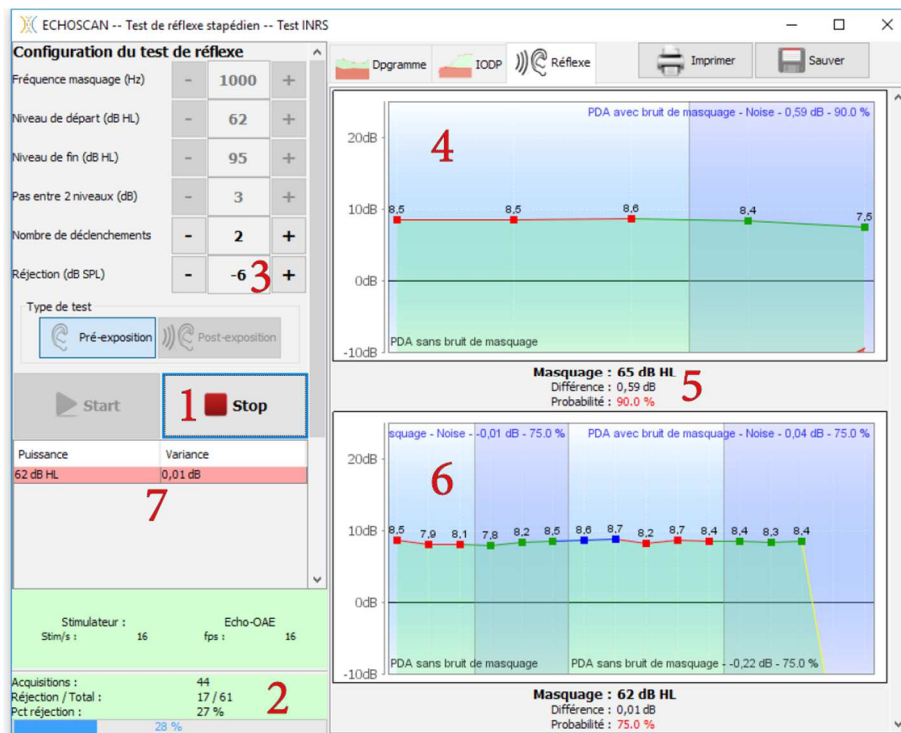 ECHOSCAN -- Test de réflexe stapédien -- Test INRS
Configuration du test de réflexe
Fréquence masquage (Hz) - 1000 +
Niveau de départ (dB HL) - 62 +
Niveau de fin (dB HL) - 95 +
Pas entre 2 niveaux (dB) - 3 +
Nombre de déclenchements - 2 +
Réjection (dB SPL) - -6 + 3
Type de test
Pré-exposition Post-exposition
Start 1 Stop
Puissance Variance
62 dB HL 0,01 dB
7
Stimulateur : Echo-OAE
Stim/s : 16 fps : 16
Acquisitions : 44
Réjection / Total : 17 / 61
Pct réjection : 27 %
2
28 %
Dpgramme IODP Réflexe Imprimer Sauver
PDA avec bruit de masquage - Noise - 0,59 dB - 90.0 %
20dB
4
10dB
8,5 8,5 8,6 8,4 7,5
0dB
-10dB
PDA sans bruit de masquage
Masquage : 65 dB HL
Différence : 0,59 dB
Probabilité : 90.0 %
5
squage - Noise - -0,01 dB - 75.0 % PDA avec bruit de masquage - Noise - 0,04 dB - 75.0 %
20dB
6
10dB
8,5 7,9 8,1 7,8 8,2 8,5 8,6 8,7 8,2 8,7 8,4 8,4 8,3 8,4
0dB
-10dB
PDA sans bruit de masquage PDA sans bruit de masquage - -0,22 dB - 75.0 %
Masquage : 62 dB HL
Différence : 0,01 dB
Probabilité : 75.0 %